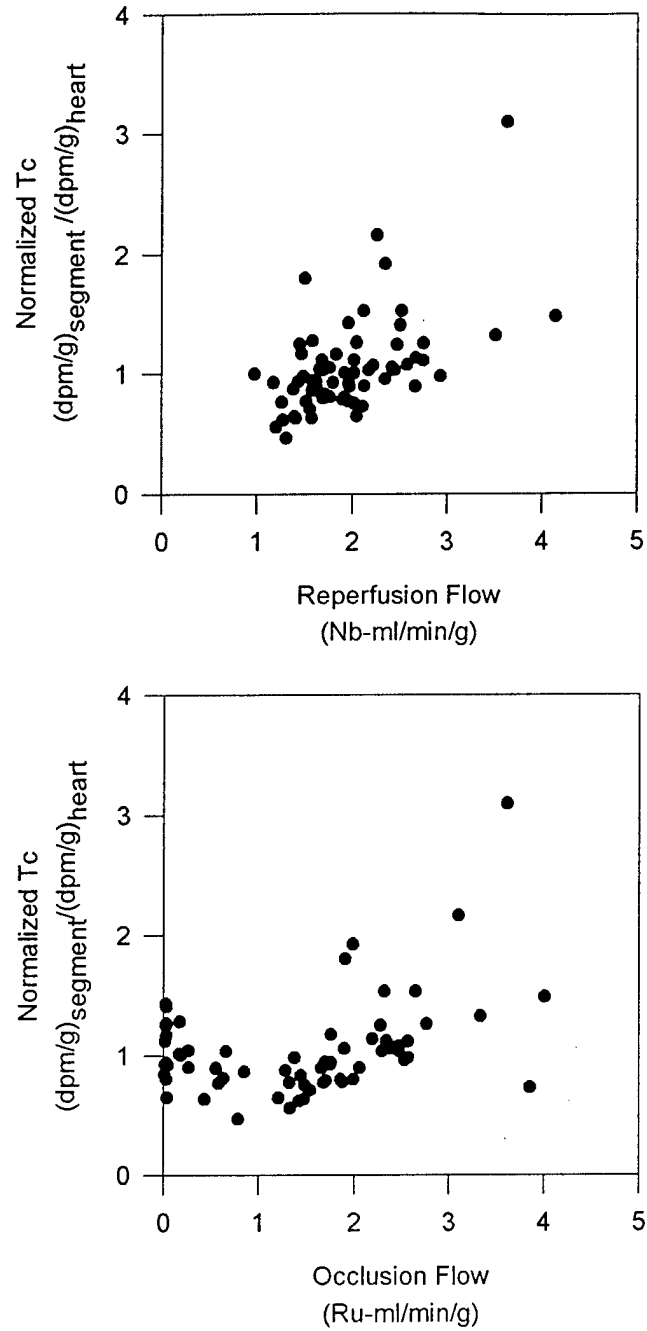 4
3
2
1
0
Normalized Tc
(dpm/g)segment/(dpm/g)heart
0 1 2 3 4 5
Reperfusion Flow
(Nb-ml/min/g)
4
3
2
1
0
Normalized Tc
(dpm/g)segment/(dpm/g)heart
0 1 2 3 4 5
Occlusion Flow
(Ru-ml/min/g)